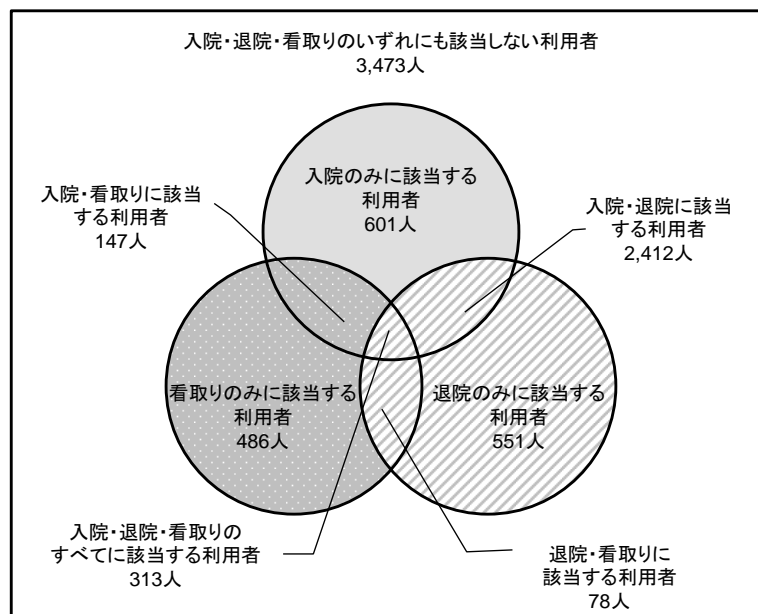 入院・退院・看取りのいずれにも該当しない利用者
3,473人
入院のみに該当する
利用者
601人
入院・看取りに該当
する利用者
147人
入院・退院に該当
する利用者
2,412人
看取りのみに該当する
利用者
486人
退院のみに該当する
利用者
551人
入院・退院・看取りの
すべてに該当する利用者
313人
退院・看取りに
該当する利用者
78人